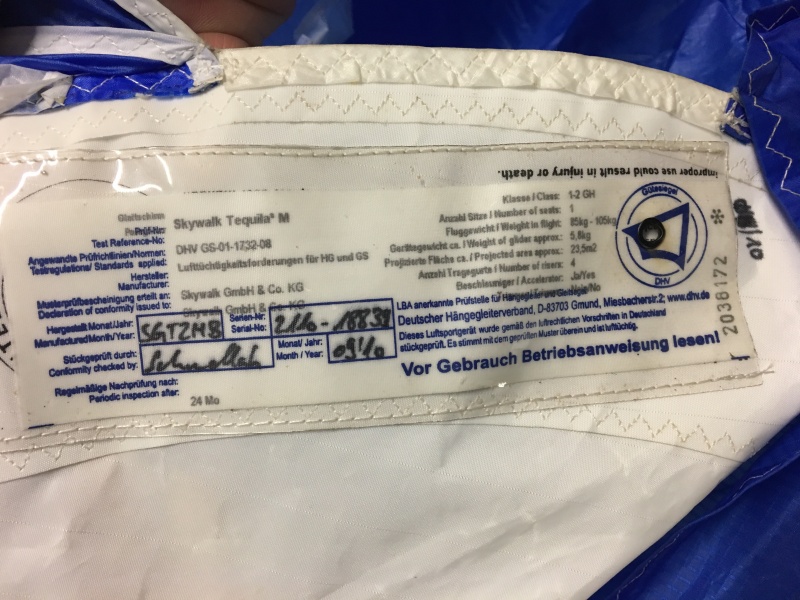 improper use could result in injury or death.
Gleitschirm
Skywalk Tequila³ M
Prüf-Nr.:
Test Reference-No:
DHV GS-01-1732-08
Angewandte Prüfrichtlinien/Normen:
Testregulations/ Standards applied:
Lufttüchtigkeitsforderungen für HG und GS
Hersteller:
Manufacturer:
Skywalk GmbH & Co. KG
Musterprüfbescheinigung erteilt an:
Declaration of conformity issued to:
Skywalk GmbH & Co. KG
Hergestellt Monat/Jahr:
Manufactured Month/Year:
Serien-Nr:
Serial-No:
Stückgeprüft durch:
Conformity checked by:
Monat/ Jahr:
Month / Year:
Regelmäßige Nachprüfung nach:
Periodic inspection after:
24 Mo
Klasse / Class: 1-2 GH
Anzahl Sitze / Number of seats: 1
Fluggewicht / Weight in flight: 85kg - 105kg
Gerätegewicht ca. / Weight of glider approx.: 5,8kg
Projizierte Fläche ca. / Projected area approx.: 23,5m2
Anzahl Tragegurte / Number of risers: 4
Beschleuniger / Accelerator: Ja/Yes
LBA anerkannte Prüfstelle für Hängegleiter und Gleitsegel
Deutscher Hängegleiterverband, D-83703 Gmund, Miesbacherstr.2; www.dhv.de
Dieses Luftsportgerät wurde gemäß den luftrechtlichen Vorschriften in Deutschland
stückgeprüft. Es stimmt mit dem geprüften Muster überein und ist lufttüchtig.
Vor Gebrauch Betriebsanweisung lesen!
Gütesiegel
DHV
2038172 *